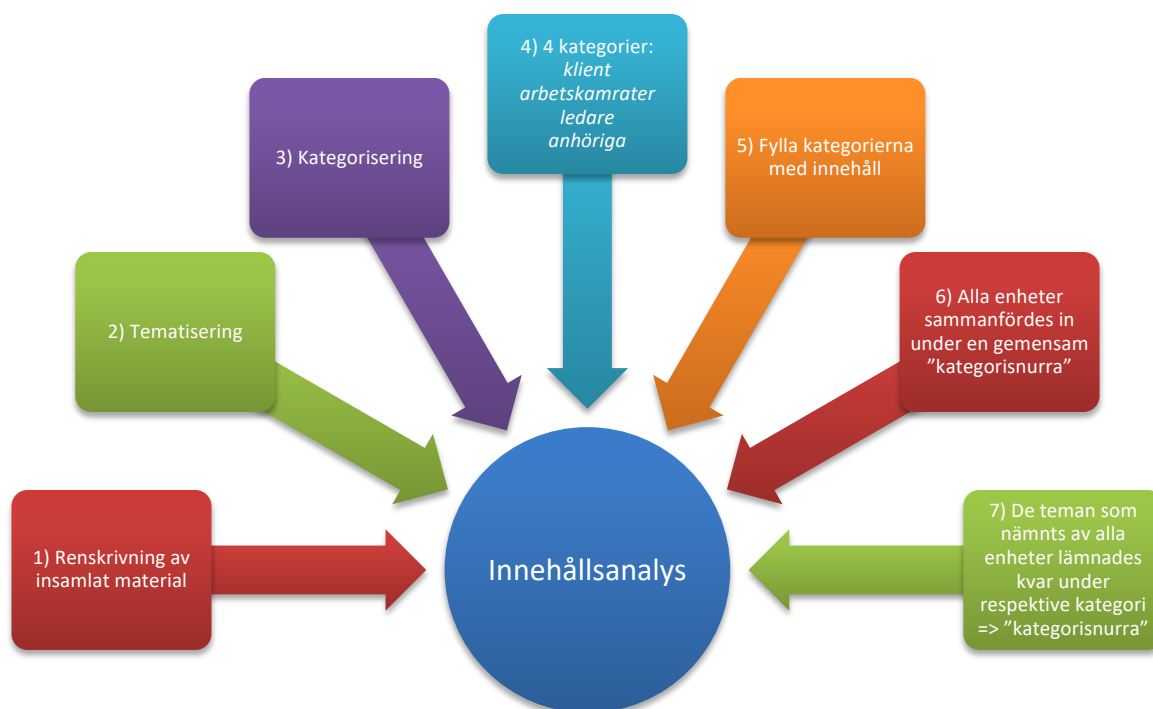 1) Renskrivning av
insamlat material
2) Tematisering
3) Kategorisering
4) 4 kategorier:
klient
arbetskamrater
ledare
anhöriga
5) Fylla kategorierna
med innehåll
6) Alla enheter
sammanfördes in
under en gemensam
”kategorisnurra”
7) De teman som
nämnts av alla
enheter lämnades
kvar under
respektive kategori
=> ”kategorisnurra”
Innehållsanalys